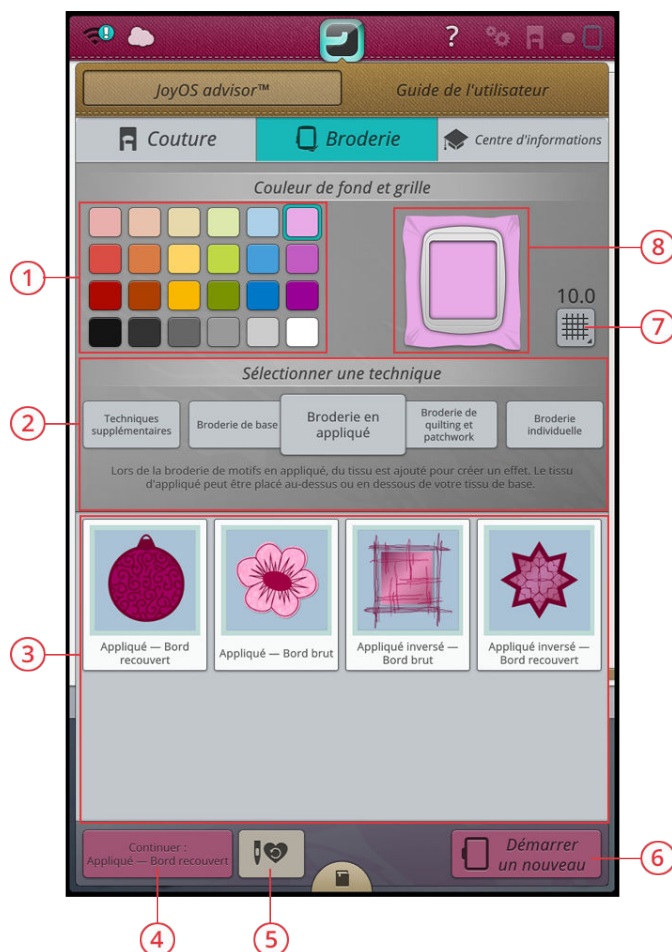 ?
JoyOS advisor™
Guide de l'utilisateur
Couture
Broderie
Centre d'informations
Couleur de fond et grille
1
8
10.0
7
Sélectionner une technique
2
Techniques
supplémentaires
Broderie de base
Broderie en
appliqué
Broderie de
quilting et
patchwork
Broderie
individuelle
Lors de la broderie de motifs en appliqué, du tissu est ajouté pour créer un effet. Le tissu
d'appliqué peut être placé au-dessus ou en dessous de votre tissu de base.
3
Appliqué — Bord
recouvert
Appliqué — Bord brut
Appliqué inversé —
Bord brut
Appliqué inversé —
Bord recouvert
Continuer :
Appliqué — Bord recouvert
Démarrer
un nouveau
6
4
5